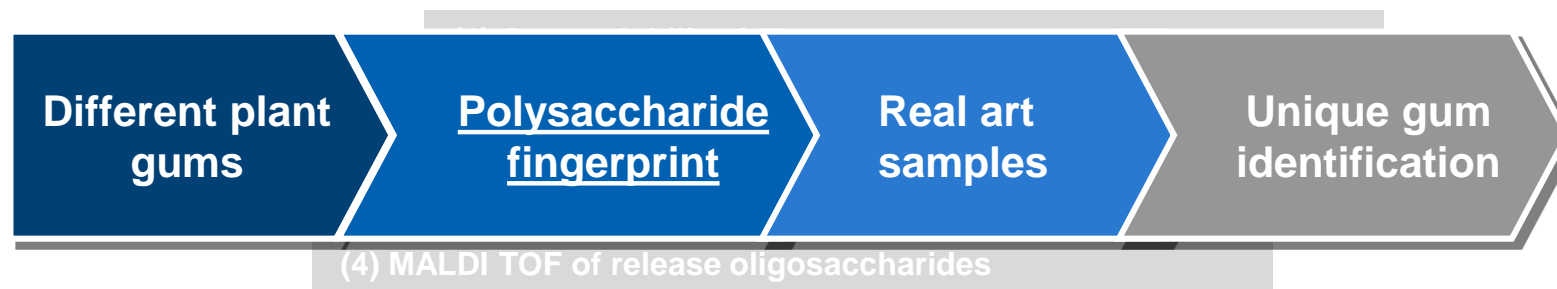 Different plant
gums
Polysaccharide
fingerprint
Real art
samples
Unique gum
identification
(4) MALDI TOF of release oligosaccharides